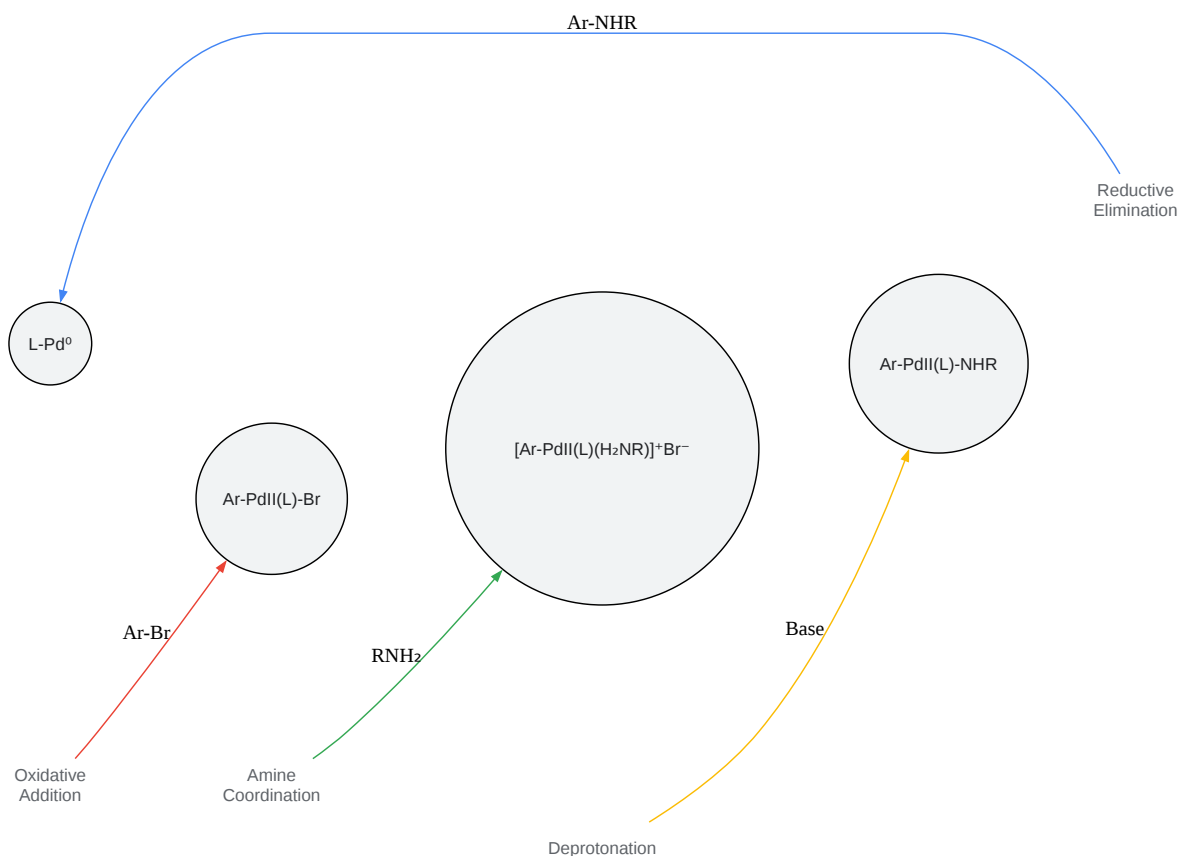 Ar-NHR
Reductive
Elimination
L-Pd⁰
Ar-PdII(L)-NHR
[Ar-PdII(L)(H₂NR)]⁺Br⁻
Ar-PdII(L)-Br
Ar-Br
RNH₂
Base
Oxidative
Addition
Amine
Coordination
Deprotonation